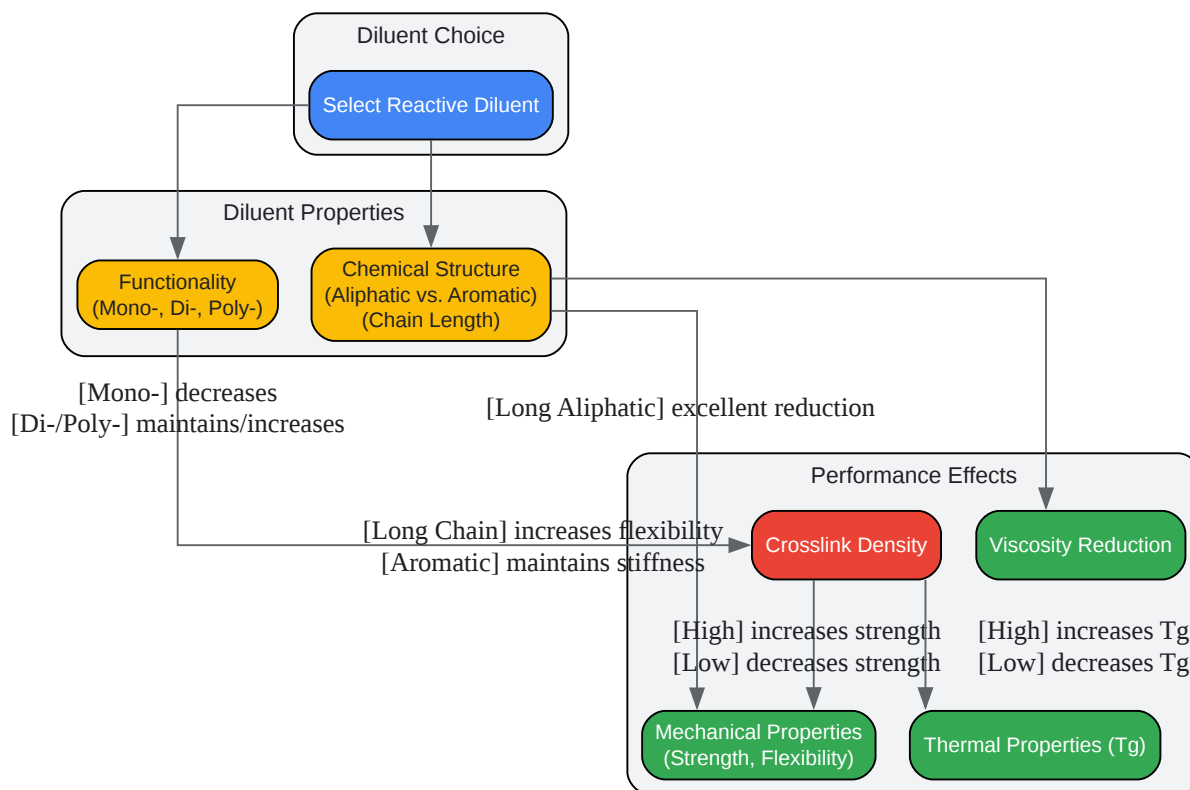 Diluent Choice
Select Reactive Diluent
Diluent Properties
Functionality
(Mono-, Di-, Poly-)
Chemical Structure
(Aliphatic vs. Aromatic)
(Chain Length)
[Mono-] decreases
[Di-/Poly-] maintains/increases
[Long Aliphatic] excellent reduction
Performance Effects
[Long Chain] increases flexibility
[Aromatic] maintains stiffness
Crosslink Density
Viscosity Reduction
[High] increases strength
[Low] decreases strength
[High] increases Tg
[Low] decreases Tg
Mechanical Properties
(Strength, Flexibility)
Thermal Properties (Tg)